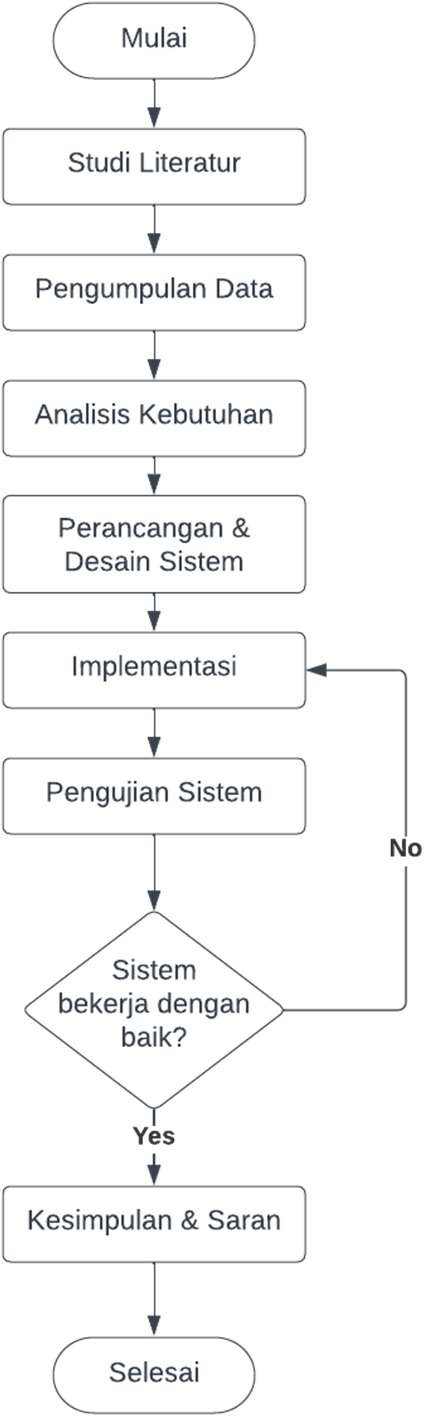 Mulai
Studi Literatur
Pengumpulan Data
Analisis Kebutuhan
Perancangan &
Desain Sistem
Implementasi
Pengujian Sistem
No
Sistem
bekerja dengan
baik?
Yes
Kesimpulan & Saran
Selesai